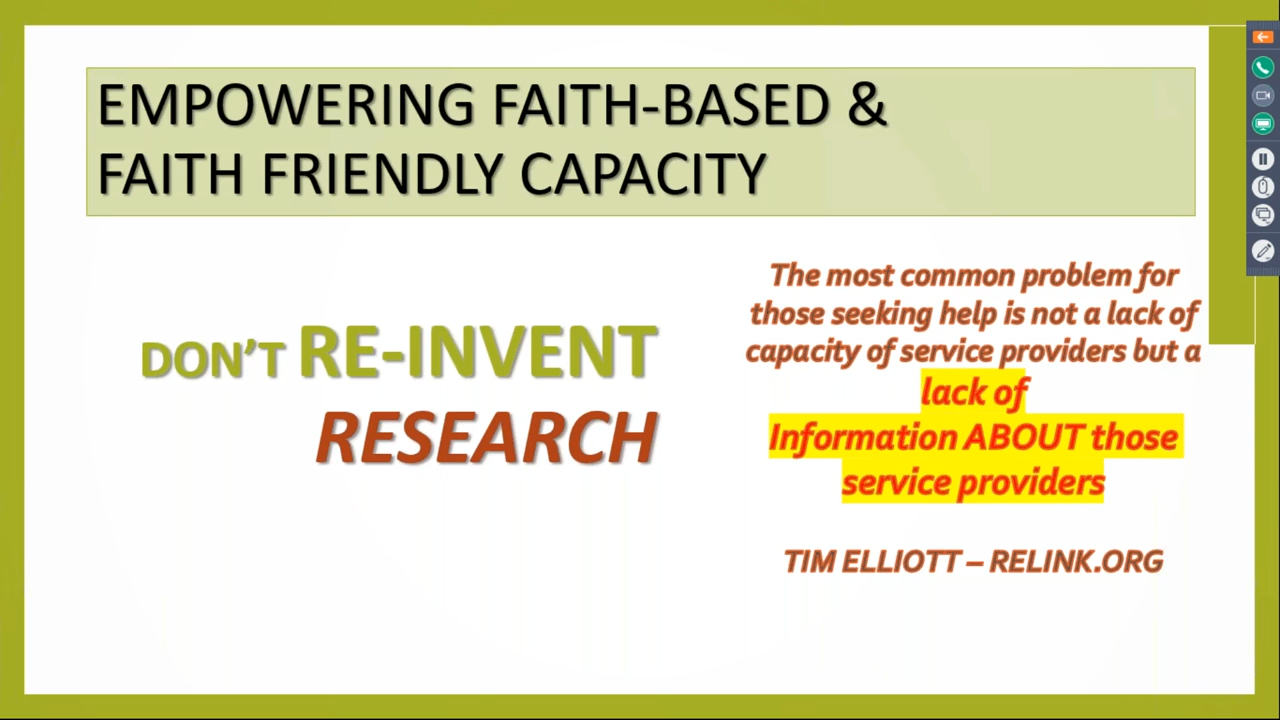 EMPOWERING FAITH-BASED &
FAITH FRIENDLY CAPACITY
DON’T RE-INVENT
RESEARCH
The most common problem for
those seeking help is not a lack of
capacity of service providers but a
lack of
Information ABOUT those
service providers
TIM ELLIOTT – RELINK.ORG